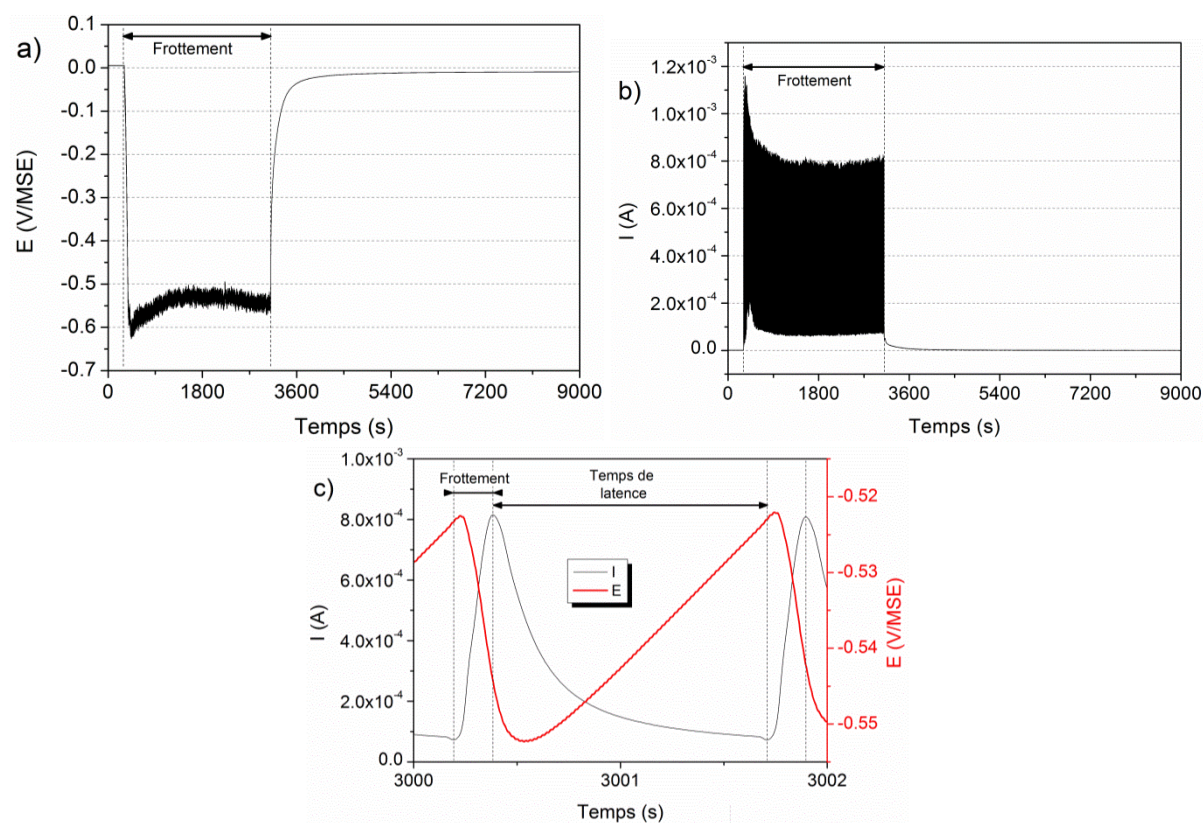 a)
Frottement
0.1
0.0
-0.1
-0.2
-0.3
-0.4
-0.5
-0.6
-0.7
E (V/MSE)
0 1800 3600 5400 7200 9000
Temps (s)
b)
Frottement
1.2x10⁻³
1.0x10⁻³
8.0x10⁻⁴
6.0x10⁻⁴
4.0x10⁻⁴
2.0x10⁻⁴
0.0
I (A)
0 1800 3600 5400 7200 9000
Temps (s)
c)
Frottement
Temps de
latence
I
E
1.0x10⁻³
8.0x10⁻⁴
6.0x10⁻⁴
4.0x10⁻⁴
2.0x10⁻⁴
0.0
I (A)
-0.52
-0.53
-0.54
-0.55
E (V/MSE)
3000 3001 3002
Temps (s)